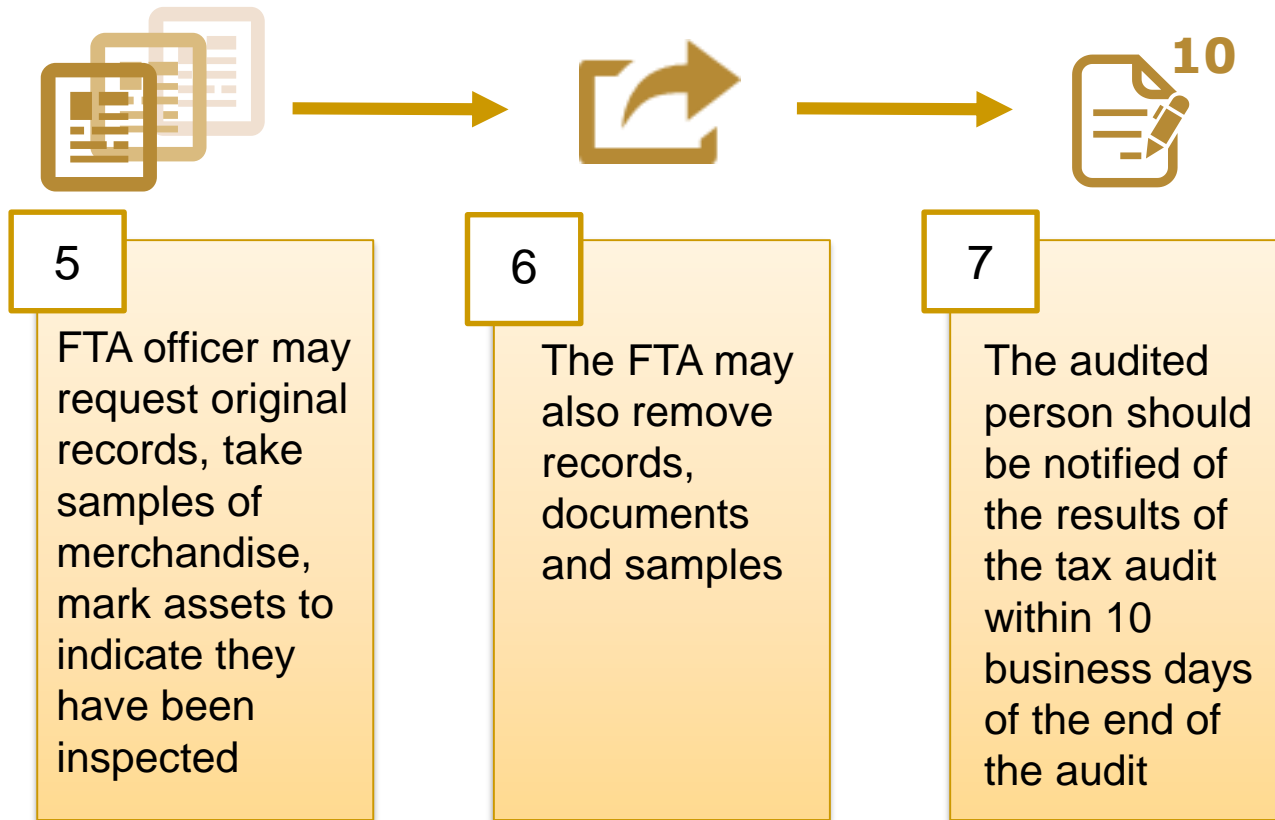 10
5
FTA officer may
request original
records, take
samples of
merchandise,
mark assets to
indicate they
have been
inspected
6
The FTA may
also remove
records,
documents
and samples
7
The audited
person should
be notified of
the results of
the tax audit
within 10
business days
of the end of
the audit